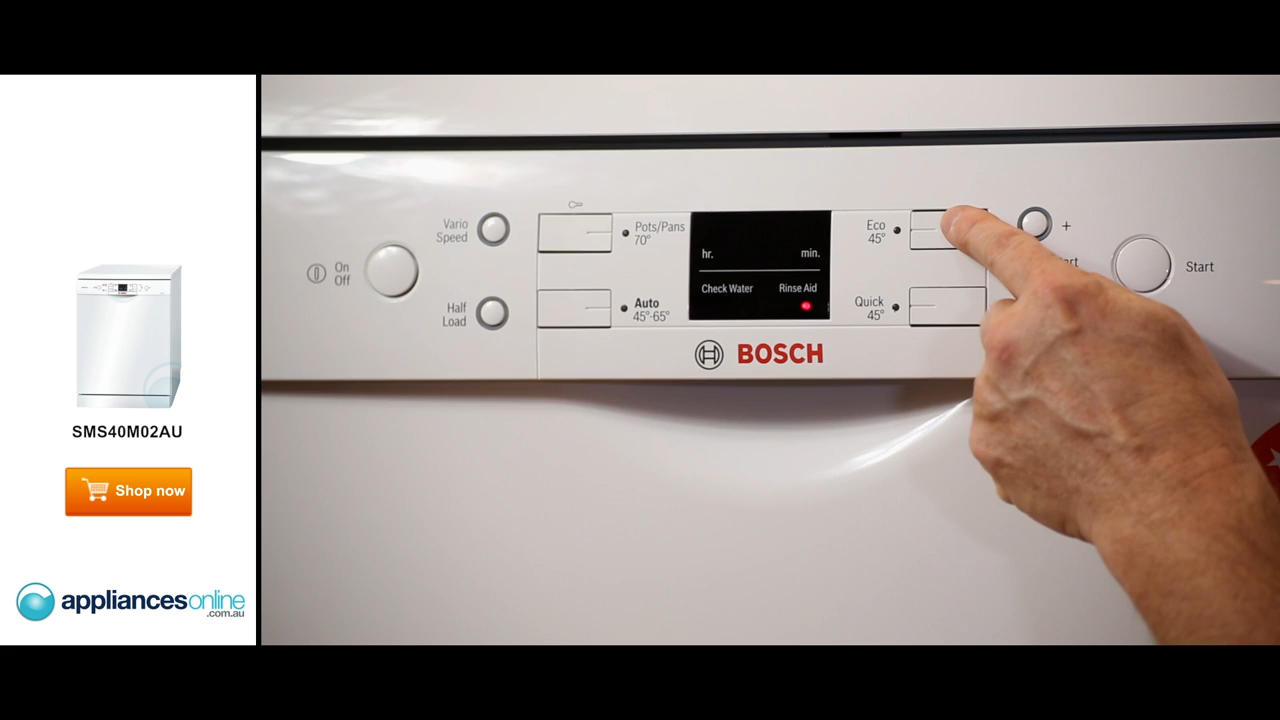 SMS40M02AU
Shop now
appliancesonline
.com.au
On
Off
Vario
Speed
Half
Load
Pots/Pans
70°
Auto
45°-65°
hr. min.
Check Water Rinse Aid
BOSCH
Eco
45°
Quick
45°
+
Start